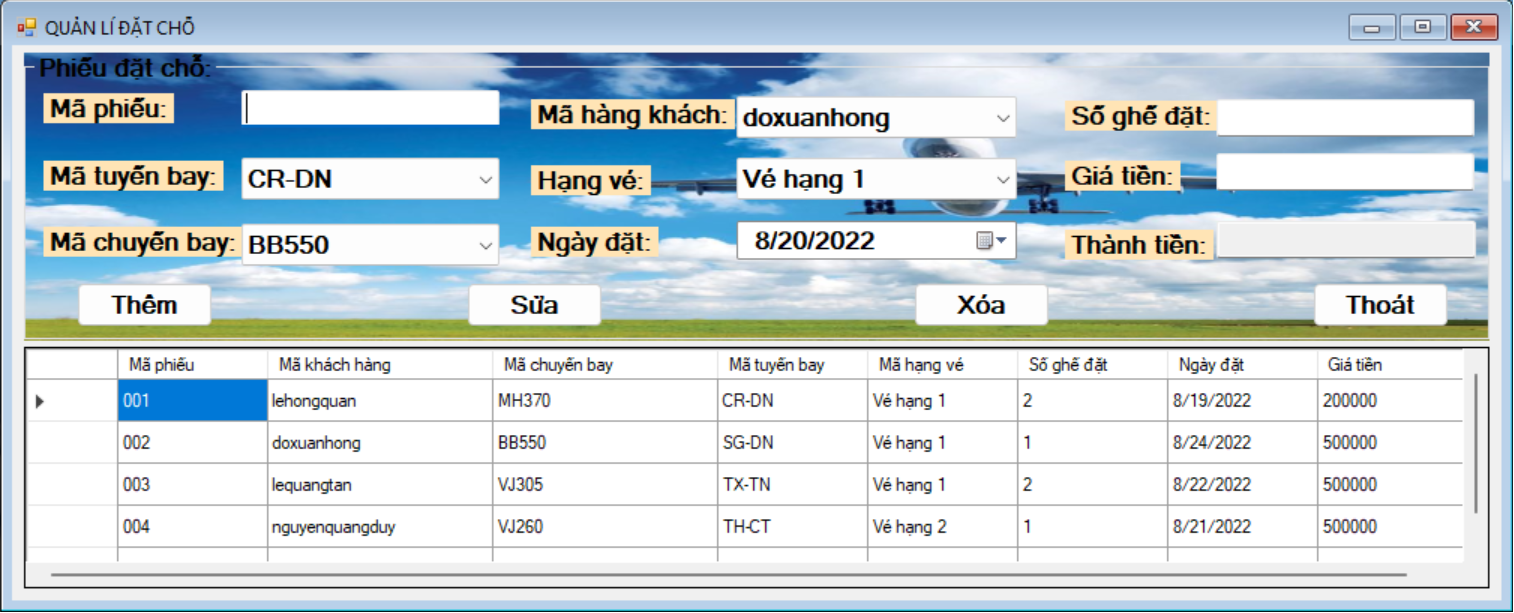 QUẢN LÍ ĐẶT CHỖ
Phiếu đặt chỗ:
Mã phiếu: Mã hàng khách: doxuanhong Số ghế đặt:
Mã tuyến bay: CR-DN Hạng vé: Vé hạng 1 Giá tiền:
Mã chuyến bay: BB550 Ngày đặt: 8/20/2022 Thành tiền:
Thêm Sửa Xóa Thoát
Mã phiếu Mã khách hàng Mã chuyến bay Mã tuyến bay Mã hạng vé Số ghế đặt Ngày đặt Giá tiền
001 lehongquan MH370 CR-DN Vé hạng 1 2 8/19/2022 200000
002 doxuanhong BB550 SG-DN Vé hạng 1 1 8/24/2022 500000
003 lequangtan VJ305 TX-TN Vé hạng 1 2 8/22/2022 500000
004 nguyenquangduy VJ260 TH-CT Vé hạng 2 1 8/21/2022 500000